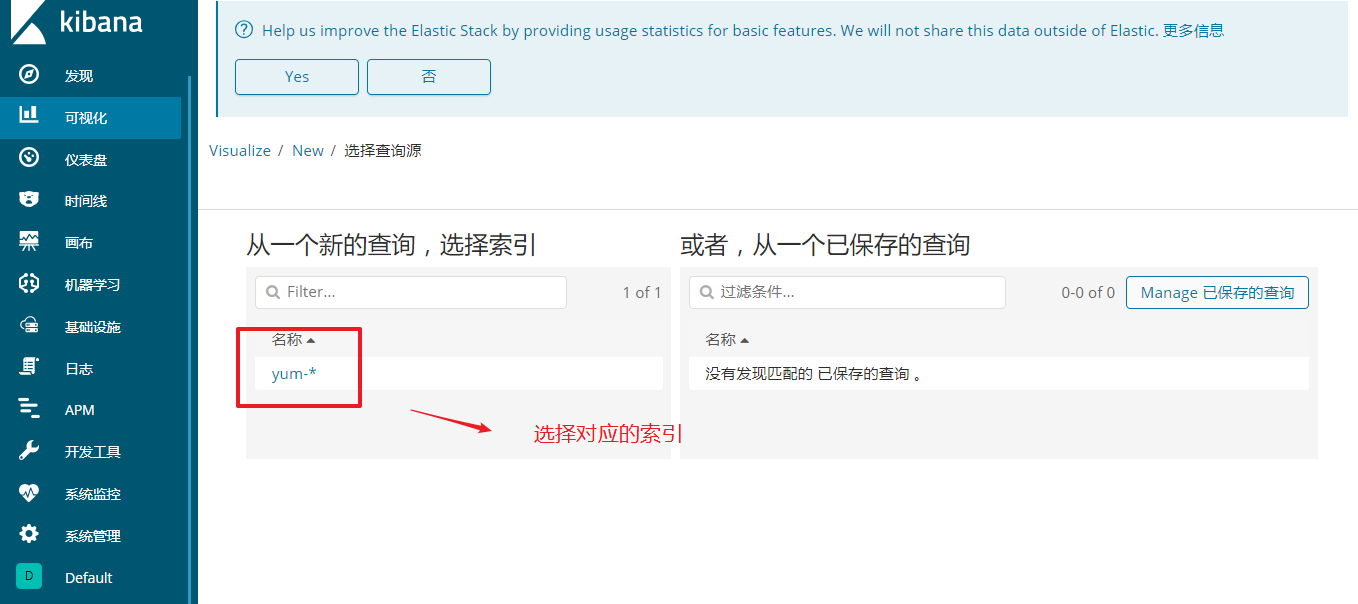 kibana
发现
可视化
仪表盘
时间线
画布
机器学习
基础设施
日志
APM
开发工具
系统监控
系统管理
D
Default
Help us improve the Elastic Stack by providing usage statistics for basic features. We will not share this data outside of Elastic. 更多信息
Yes
否
Visualize / New / 选择查询源
从一个新的查询，选择索引
Filter...
1 of 1
名称
yum-*
选择对应的索引
或者，从一个已保存的查询
过滤条件...
0-0 of 0
Manage 已保存的查询
名称
没有发现匹配的 已保存的查询 。